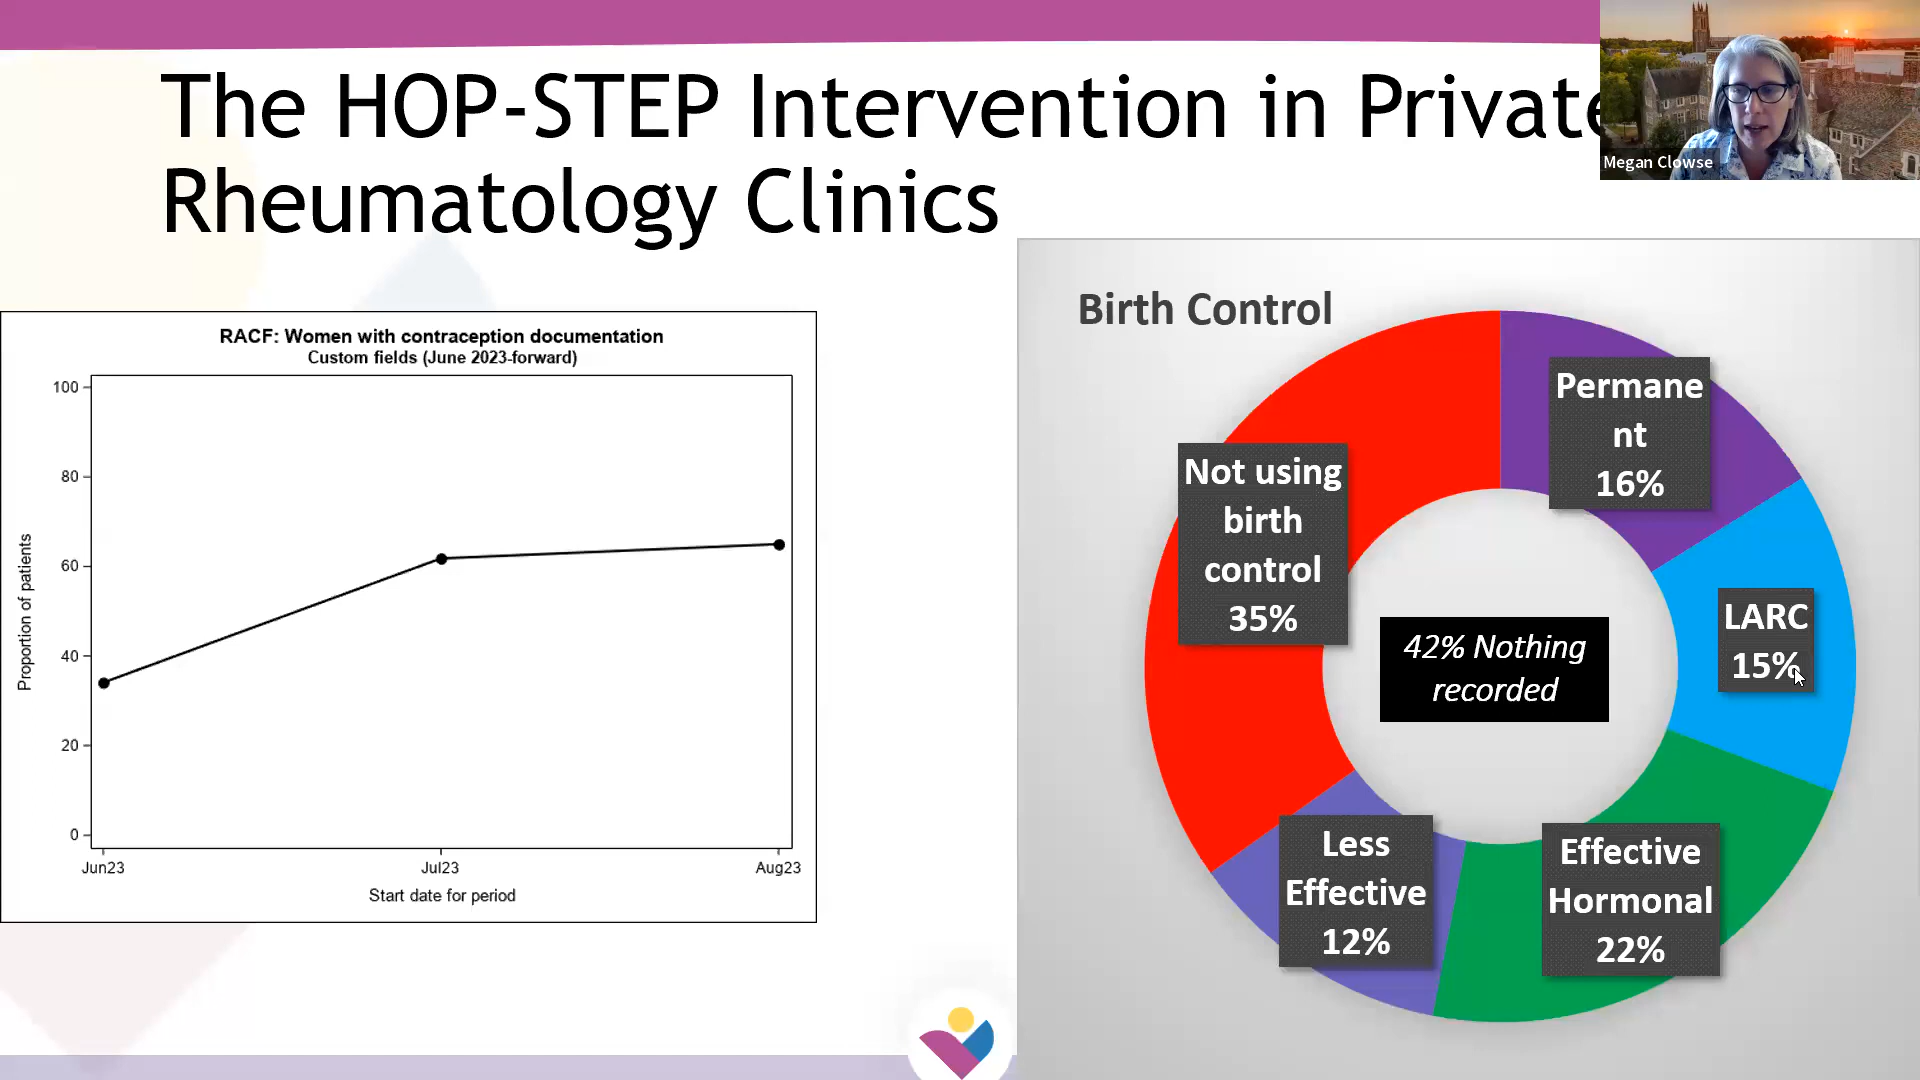 The HOP-STEP Intervention in Private
Rheumatology Clinics
Megan Clowse
RACF: Women with contraception documentation
Custom fields (June 2023-forward)
Proportion of patients
100
80
60
40
20
0
Jun23
Jul23
Aug23
Start date for period
Birth Control
Permane
nt
16%
LARC
15%
Effective
Hormonal
22%
Less
Effective
12%
Not using
birth
control
35%
42% Nothing
recorded